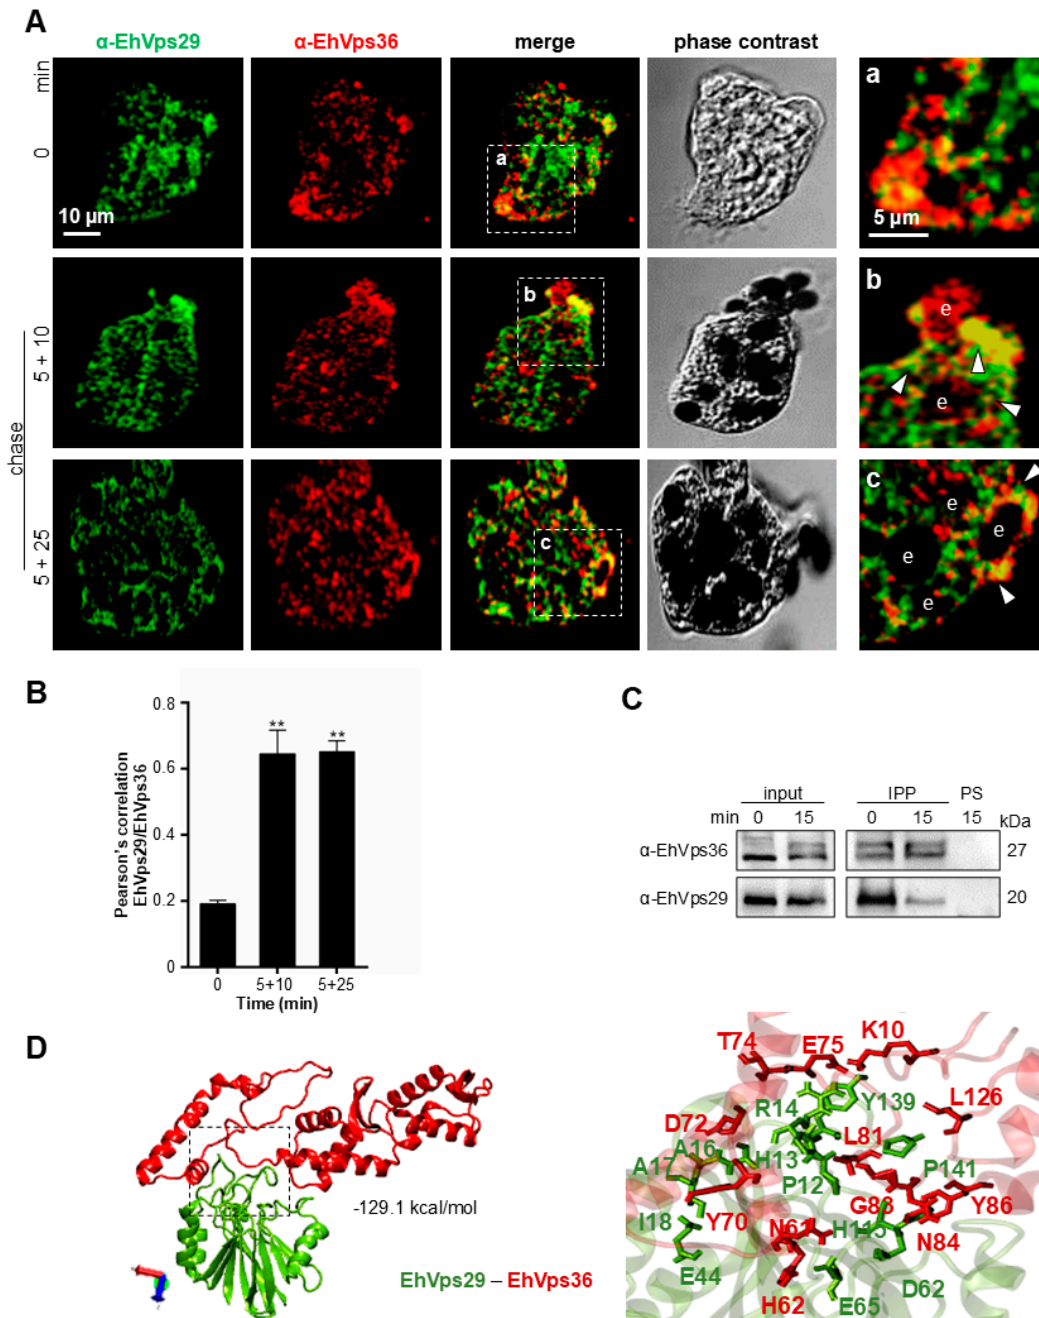 A
α-EhVps29
α-EhVps36
merge
phase contrast
0 min
a
10 µm
a
5 µm
chase
5 + 10
b
b
e
e
5 + 25
c
c
e
e
e
e
B
Pearson's correlation
EhVps29/EhVps36
0.8
0.6
0.4
0.2
0
**
**
0 5+10 5+25
Time (min)
C
input IPP PS
min 0 15 0 15 15 kDa
α-EhVps36 27
α-EhVps29 20
D
-129.1 kcal/mol
EhVps29 – EhVps36
T74 E75 K10
R14 Y139 L126
D72 L81
A16 H13
A17 P12 P141
I18 Y70 G83 Y86
N61 N84
E44 D62
H62 E65